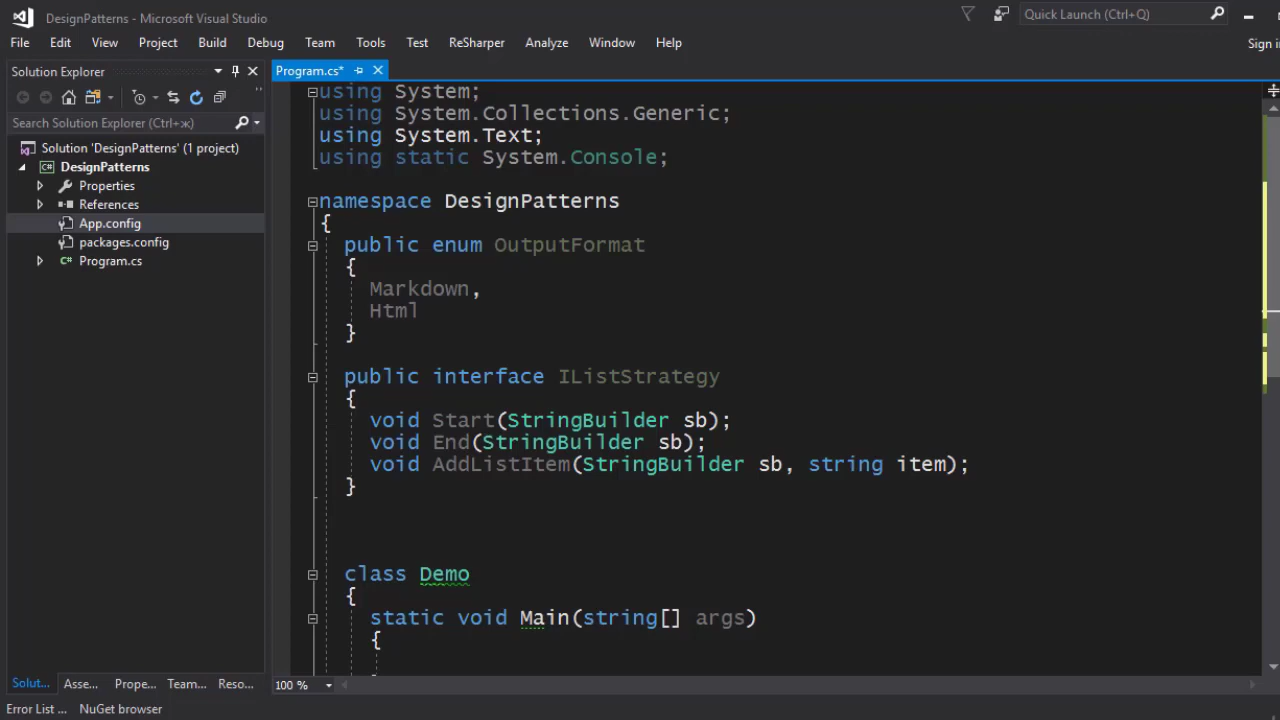 DesignPatterns - Microsoft Visual Studio
Quick Launch (Ctrl+Q)
File Edit View Project Build Debug Team Tools Test ReSharper Analyze Window Help
Sign in
Solution Explorer
Program.cs*
Search Solution Explorer (Ctrl+ж)
Solution 'DesignPatterns' (1 project)
DesignPatterns
Properties
References
App.config
packages.config
Program.cs
using System;
using System.Collections.Generic;
using System.Text;
using static System.Console;
namespace DesignPatterns
{
public enum OutputFormat
{
Markdown,
Html
}
public interface IListStrategy
{
void Start(StringBuilder sb);
void End(StringBuilder sb);
void AddListItem(StringBuilder sb, string item);
}
class Demo
{
static void Main(string[] args)
{
Solut... Asse... Prope... Team... Reso...
100 %
Error List ... NuGet browser